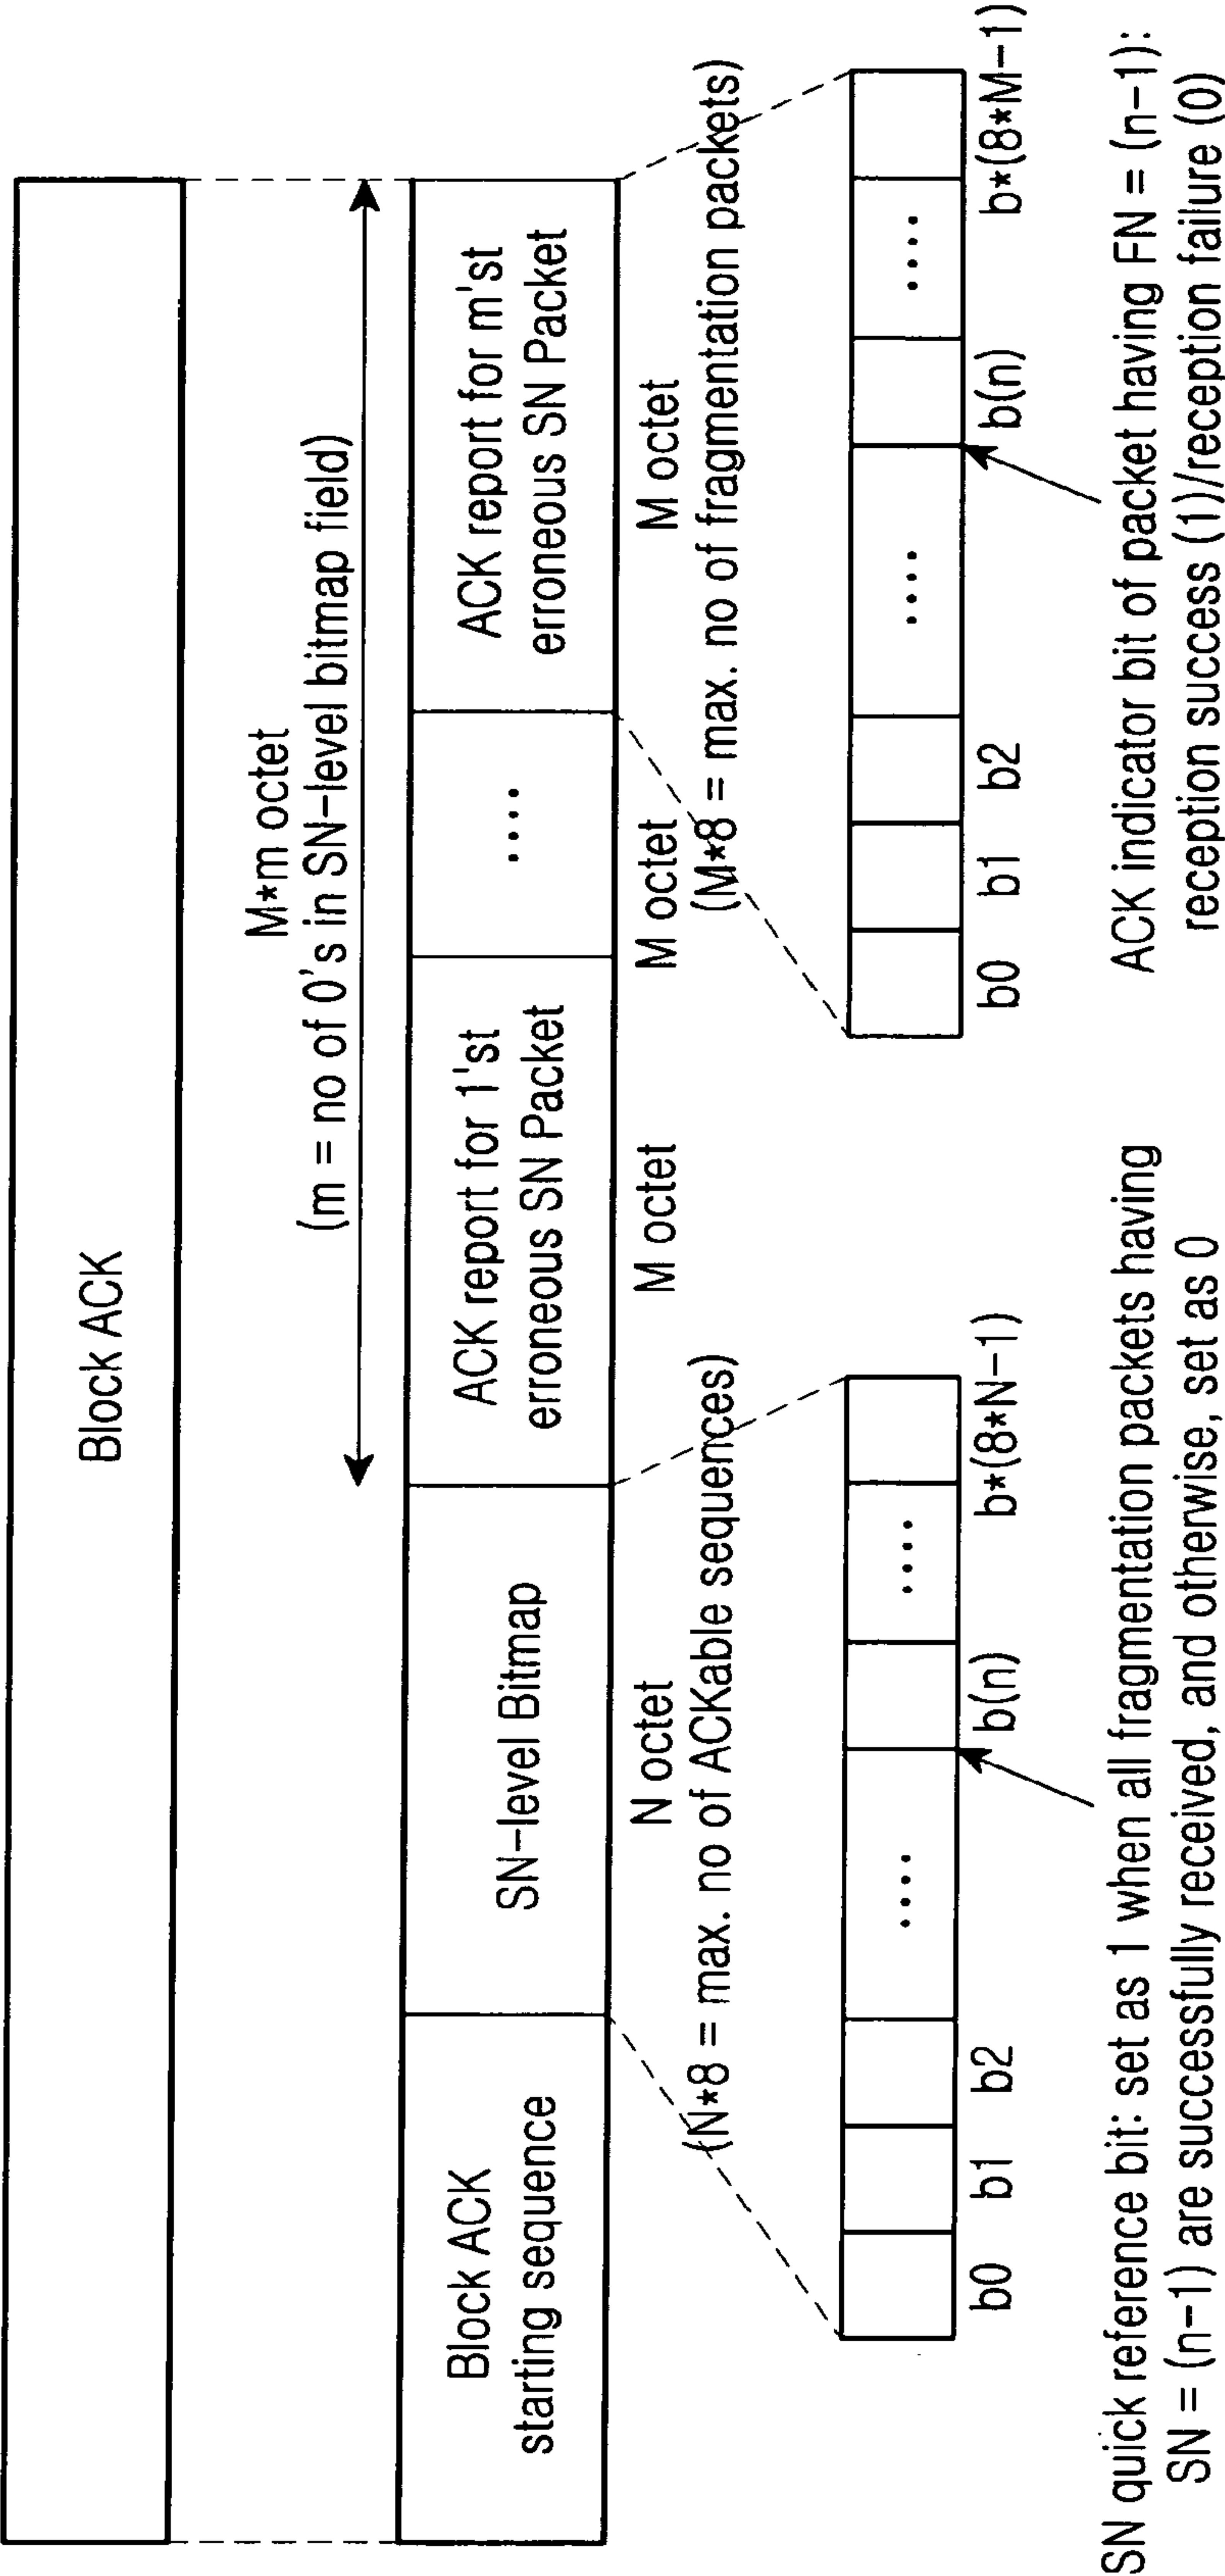 Block ACK
M*m octet
(m = no of 0's in SN-level bitmap field)
Block ACK
starting sequence
SN-level Bitmap
ACK report for 1'st
erroneous SN Packet
....
ACK report for m'st
erroneous SN Packet
N octet
(N*8 = max. no of ACKable sequences)
M octet
M octet
M octet
(M*8 = max. no of fragmentation packets)
....
....
b0 b1 b2 b(n) b*(8*N-1)
....
....
b0 b1 b2 b(n) b*(8*M-1)
SN quick reference bit: set as 1 when all fragmentation packets having
SN = (n-1) are successfully received, and otherwise, set as 0
ACK indicator bit of packet having FN = (n-1):
reception success (1)/reception failure (0)